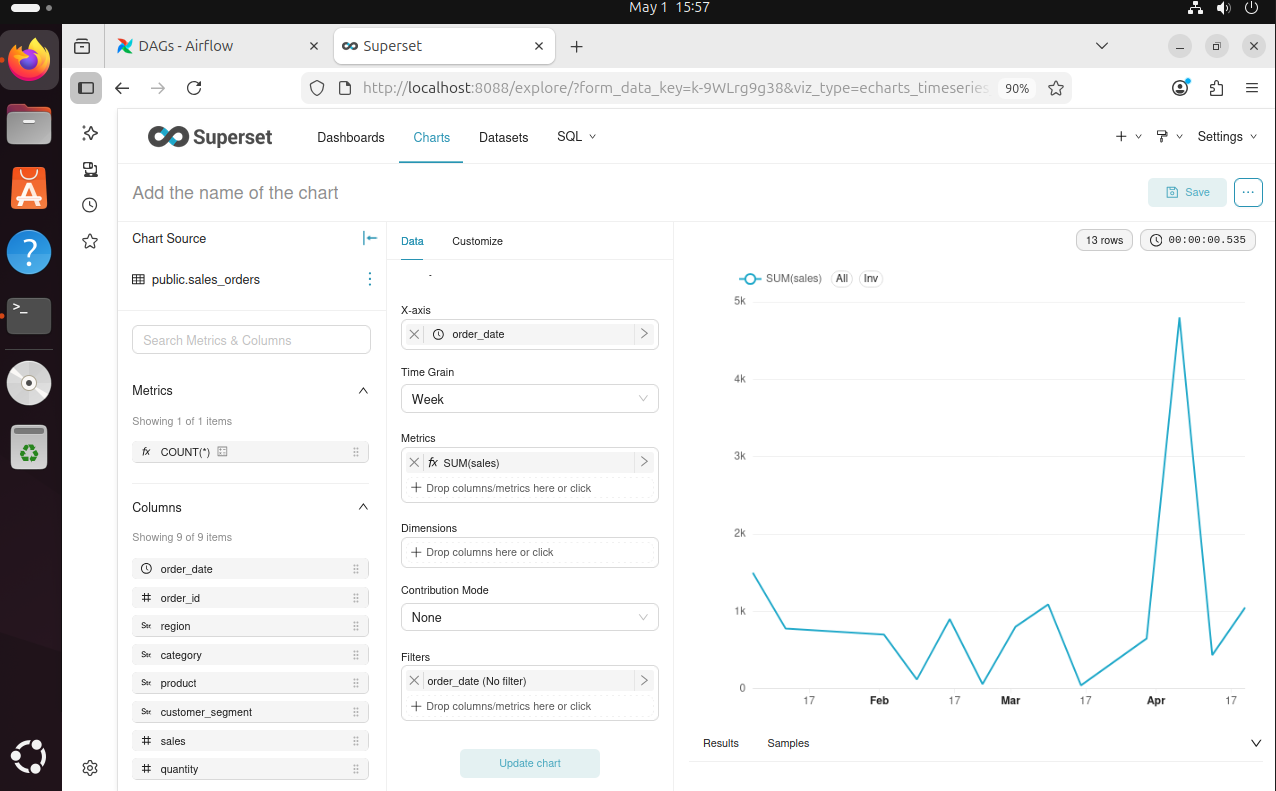 May 1 15:57
DAGs - Airflow
Superset
http://localhost:8088/explore/?form_data_key=k-9WLrg9g38&viz_type=echarts_timeseries
90%
Superset
Dashboards
Charts
Datasets
SQL
Settings
Add the name of the chart
Save
Chart Source
public.sales_orders
Search Metrics & Columns
Metrics
Showing 1 of 1 items
fx COUNT(*)
Columns
Showing 9 of 9 items
order_date
# order_id
Str region
Str category
Str product
Str customer_segment
# sales
# quantity
Data
Customize
X-axis
order_date
Time Grain
Week
Metrics
fx SUM(sales)
Drop columns/metrics here or click
Dimensions
Drop columns here or click
Contribution Mode
None
Filters
order_date (No filter)
Drop columns/metrics here or click
Update chart
13 rows
00:00:00.535
SUM(sales)
All
Inv
5k
4k
3k
2k
1k
0
17 Feb 17 Mar 17 Apr 17
Results
Samples